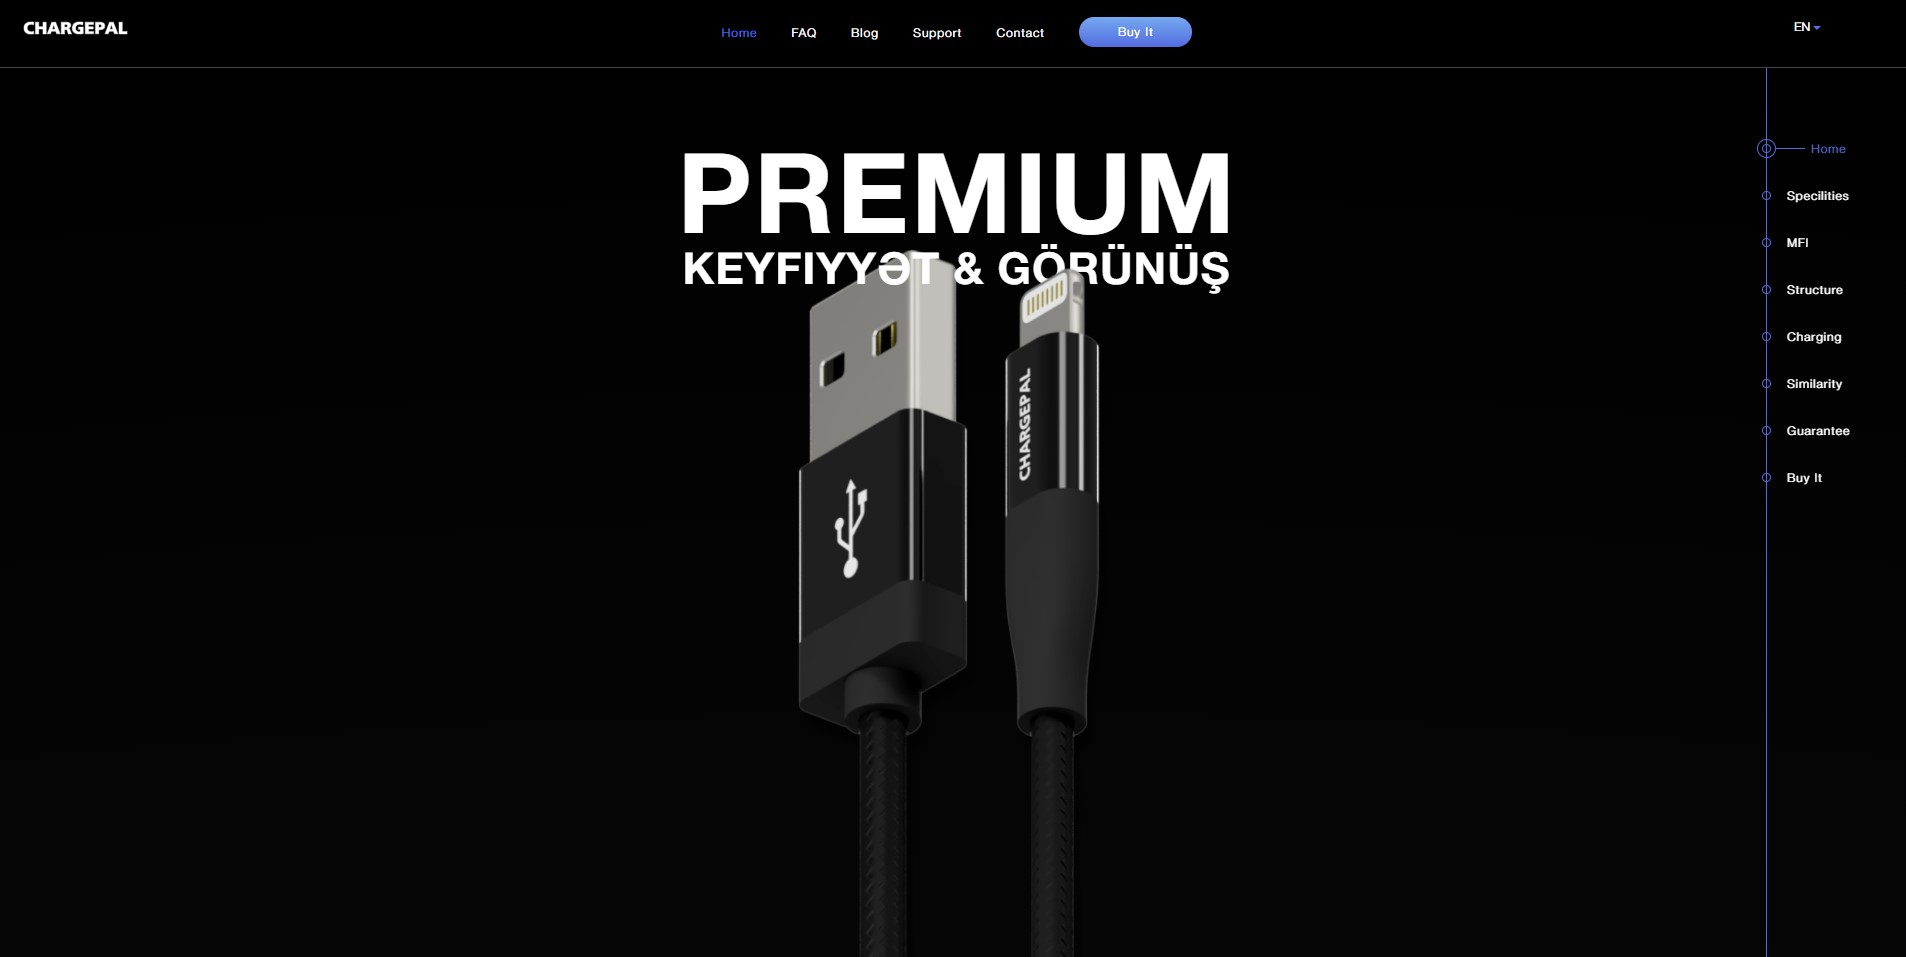 CHARGEPAL
Home FAQ Blog Support Contact Buy It
EN
PREMIUM
KEYFIYYƏT & GÖRÜNÜŞ
CHARGEPAL
Home
Specilities
MFI
Structure
Charging
Similarity
Guarantee
Buy It